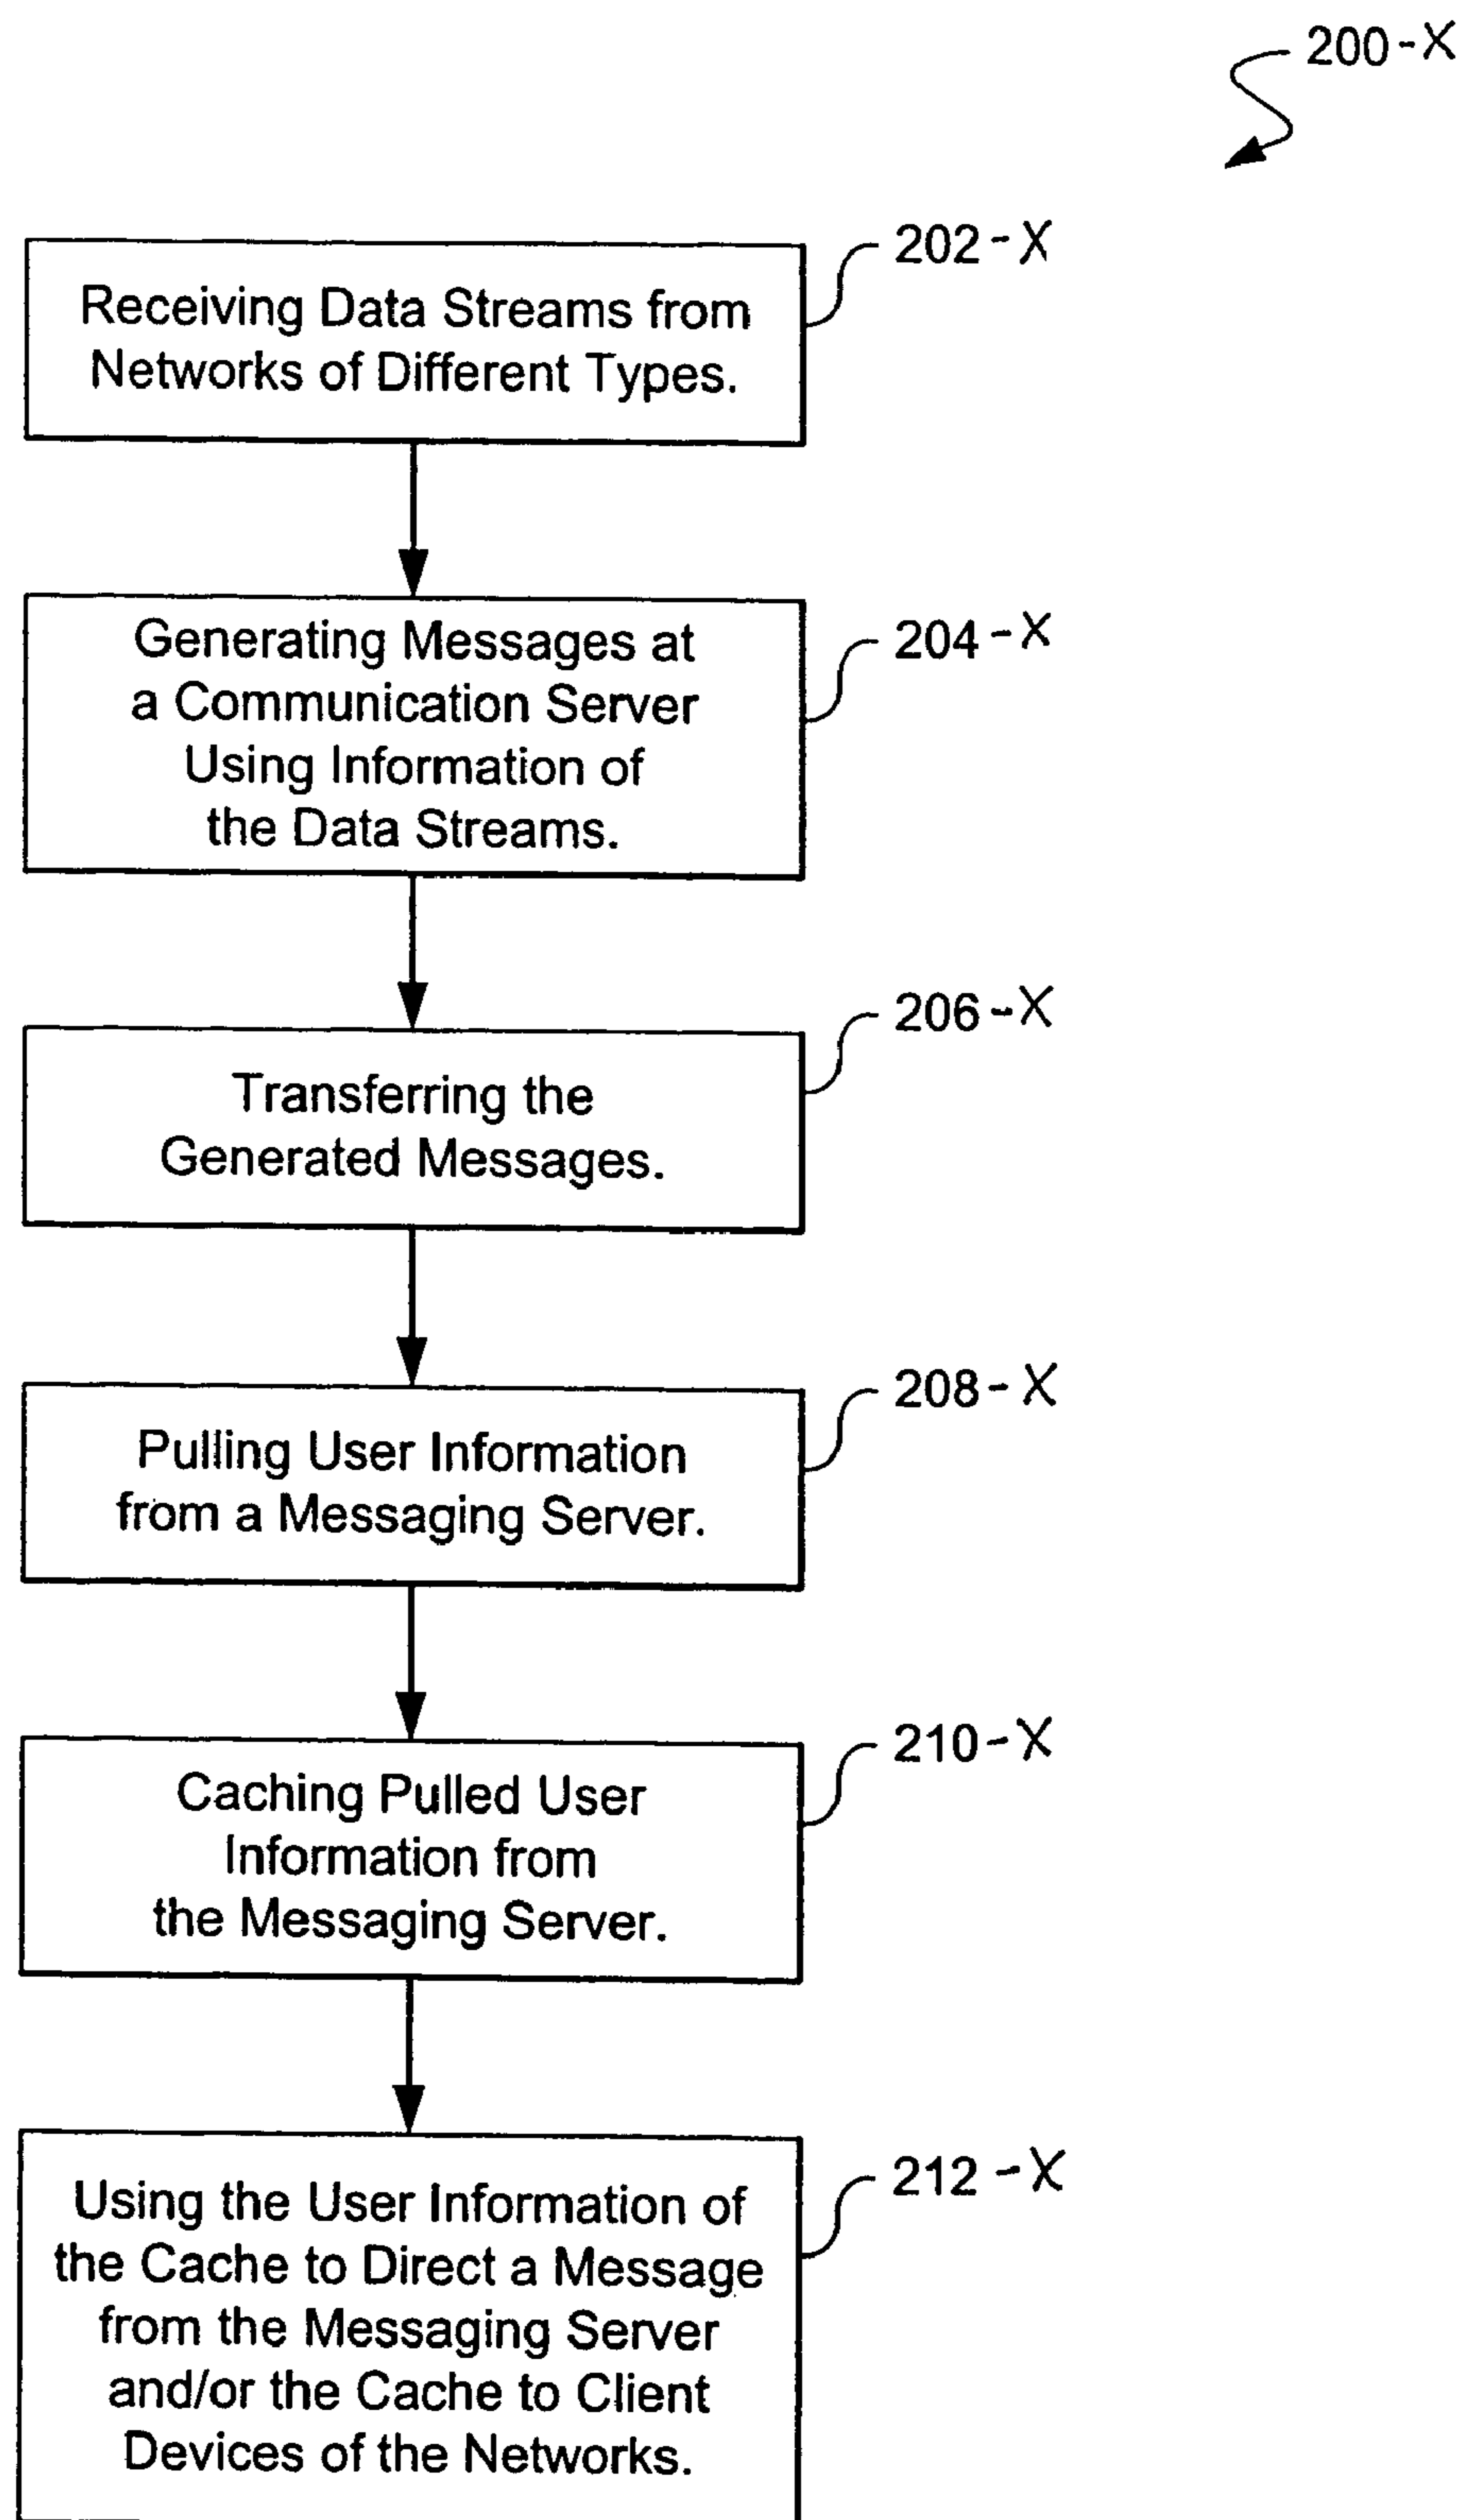 200-X
202-X
Receiving Data Streams from
Networks of Different Types.
204-X
Generating Messages at
a Communication Server
Using Information of
the Data Streams.
206-X
Transferring the
Generated Messages.
208-X
Pulling User Information
from a Messaging Server.
210-X
Caching Pulled User
Information from
the Messaging Server.
212-X
Using the User Information of
the Cache to Direct a Message
from the Messaging Server
and/or the Cache to Client
Devices of the Networks.